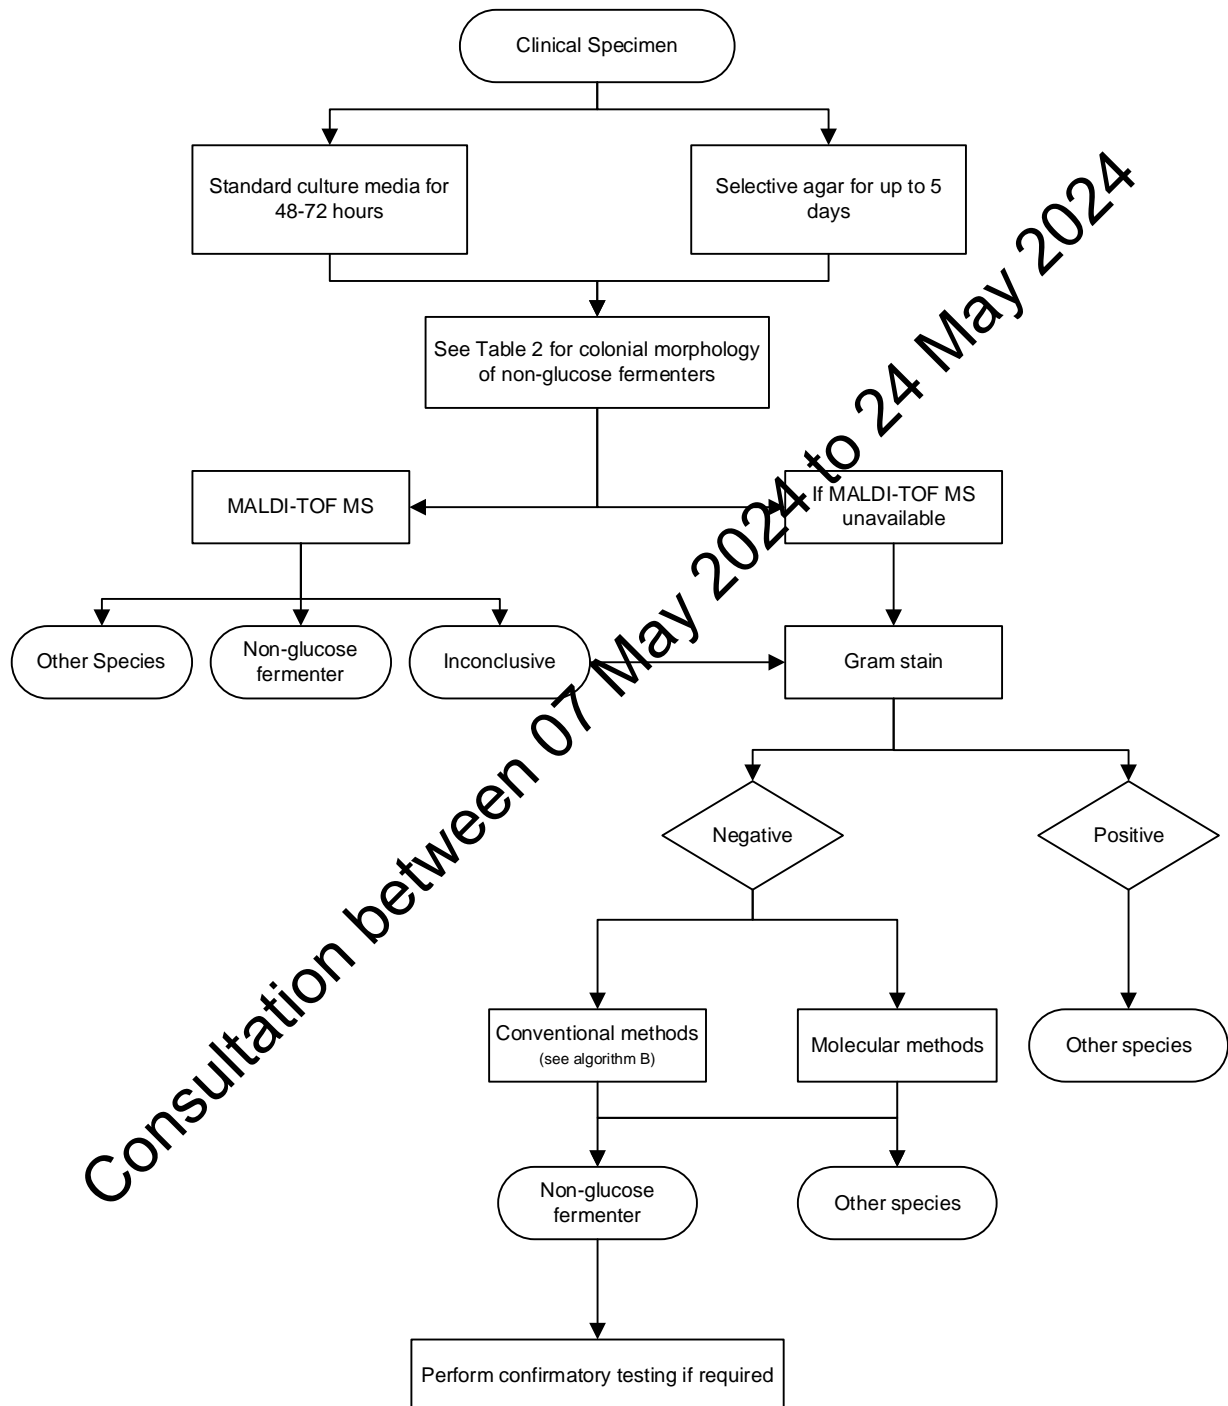 Clinical Specimen
Standard culture media for
48-72 hours
Selective agar for up to 5
days
See Table 2 for colonial morphology
of non-glucose fermenters
MALDI-TOF MS
If MALDI-TOF MS
unavailable
Other Species
Non-glucose
fermenter
Inconclusive
Gram stain
Negative
Positive
Conventional methods
(see algorithm B)
Molecular methods
Other species
Non-glucose
fermenter
Other species
Perform confirmatory testing if required
Consultation between 07 May 2024 to 24 May 2024